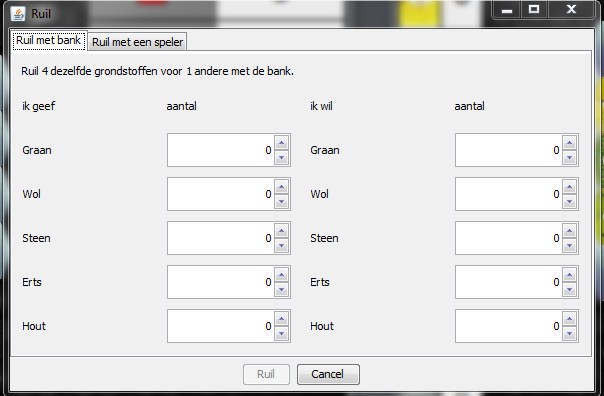 Ruil
Ruil met bank Ruil met een speler
Ruil 4 dezelfde grondstoffen voor 1 andere met de bank.
ik geef aantal ik wil aantal
Graan 0 Graan 0
Wol 0 Wol 0
Steen 0 Steen 0
Erts 0 Erts 0
Hout 0 Hout 0
Ruil Cancel